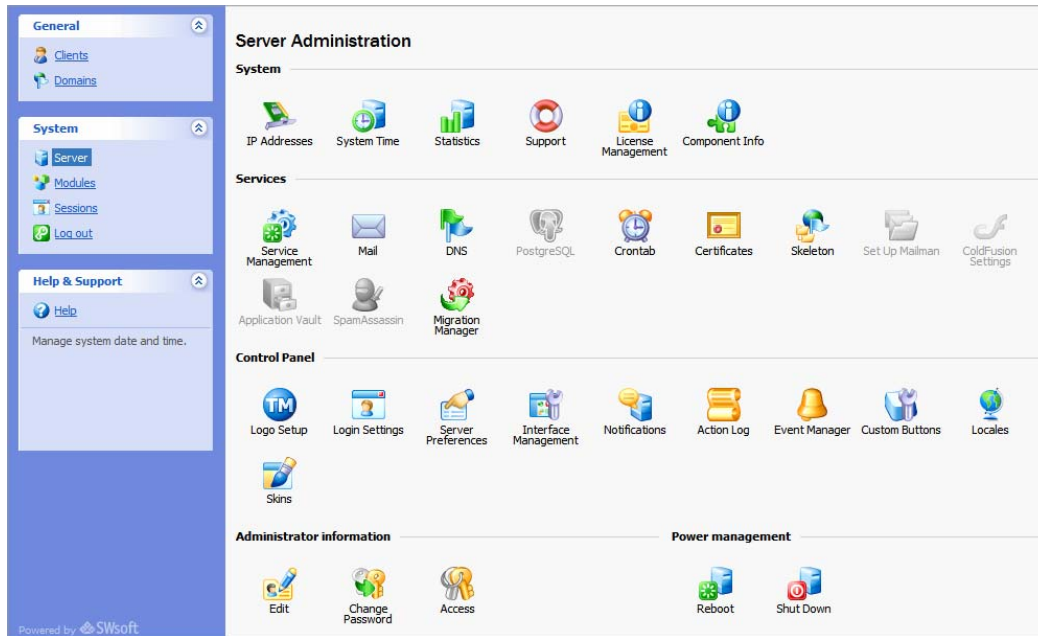 General
Clients
Domains
System
Server
Modules
Sessions
Log out
Help & Support
Help
Manage system date and time.
Powered by SWsoft
Server Administration
System
IP Addresses
System Time
Statistics
Support
License
Management
Component Info
Services
Service
Management
Mail
DNS
PostgreSQL
Crontab
Certificates
Skeleton
Set Up Mailman
ColdFusion
Settings
Application Vault
SpamAssassin
Migration
Manager
Control Panel
TM
Logo Setup
Login Settings
Server
Preferences
Interface
Management
Notifications
Action Log
Event Manager
Custom Buttons
Locales
Skins
Administrator information
Edit
Change
Password
Access
Power management
Reboot
Shut Down